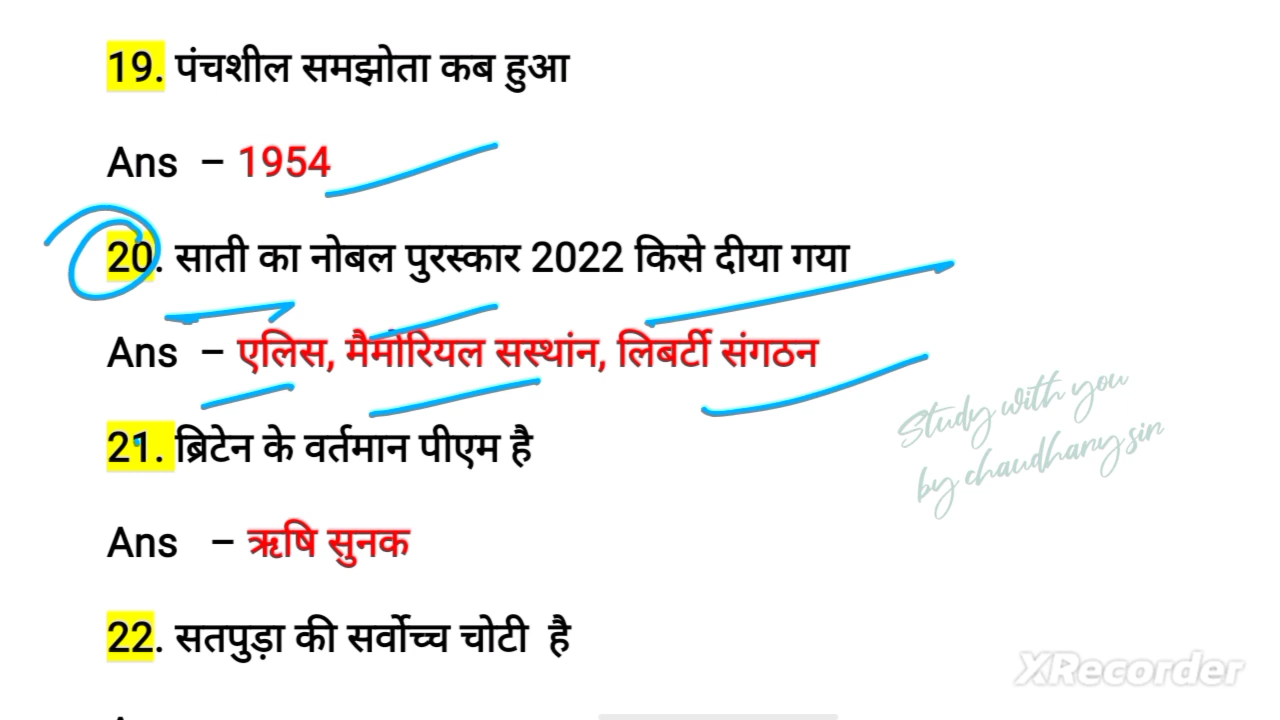 19. पंचशील समझोता कब हुआ
Ans – 1954
20. साती का नोबल पुरस्कार 2022 किसे दीया गया
Ans – एलिस, मैमोरियल सस्थांन, लिबर्टी संगठन
Study with you
by chaudhary sir
21. ब्रिटेन के वर्तमान पीएम है
Ans – ऋषि सुनक
22. सतपुड़ा की सर्वोच्च चोटी है
XRecorder